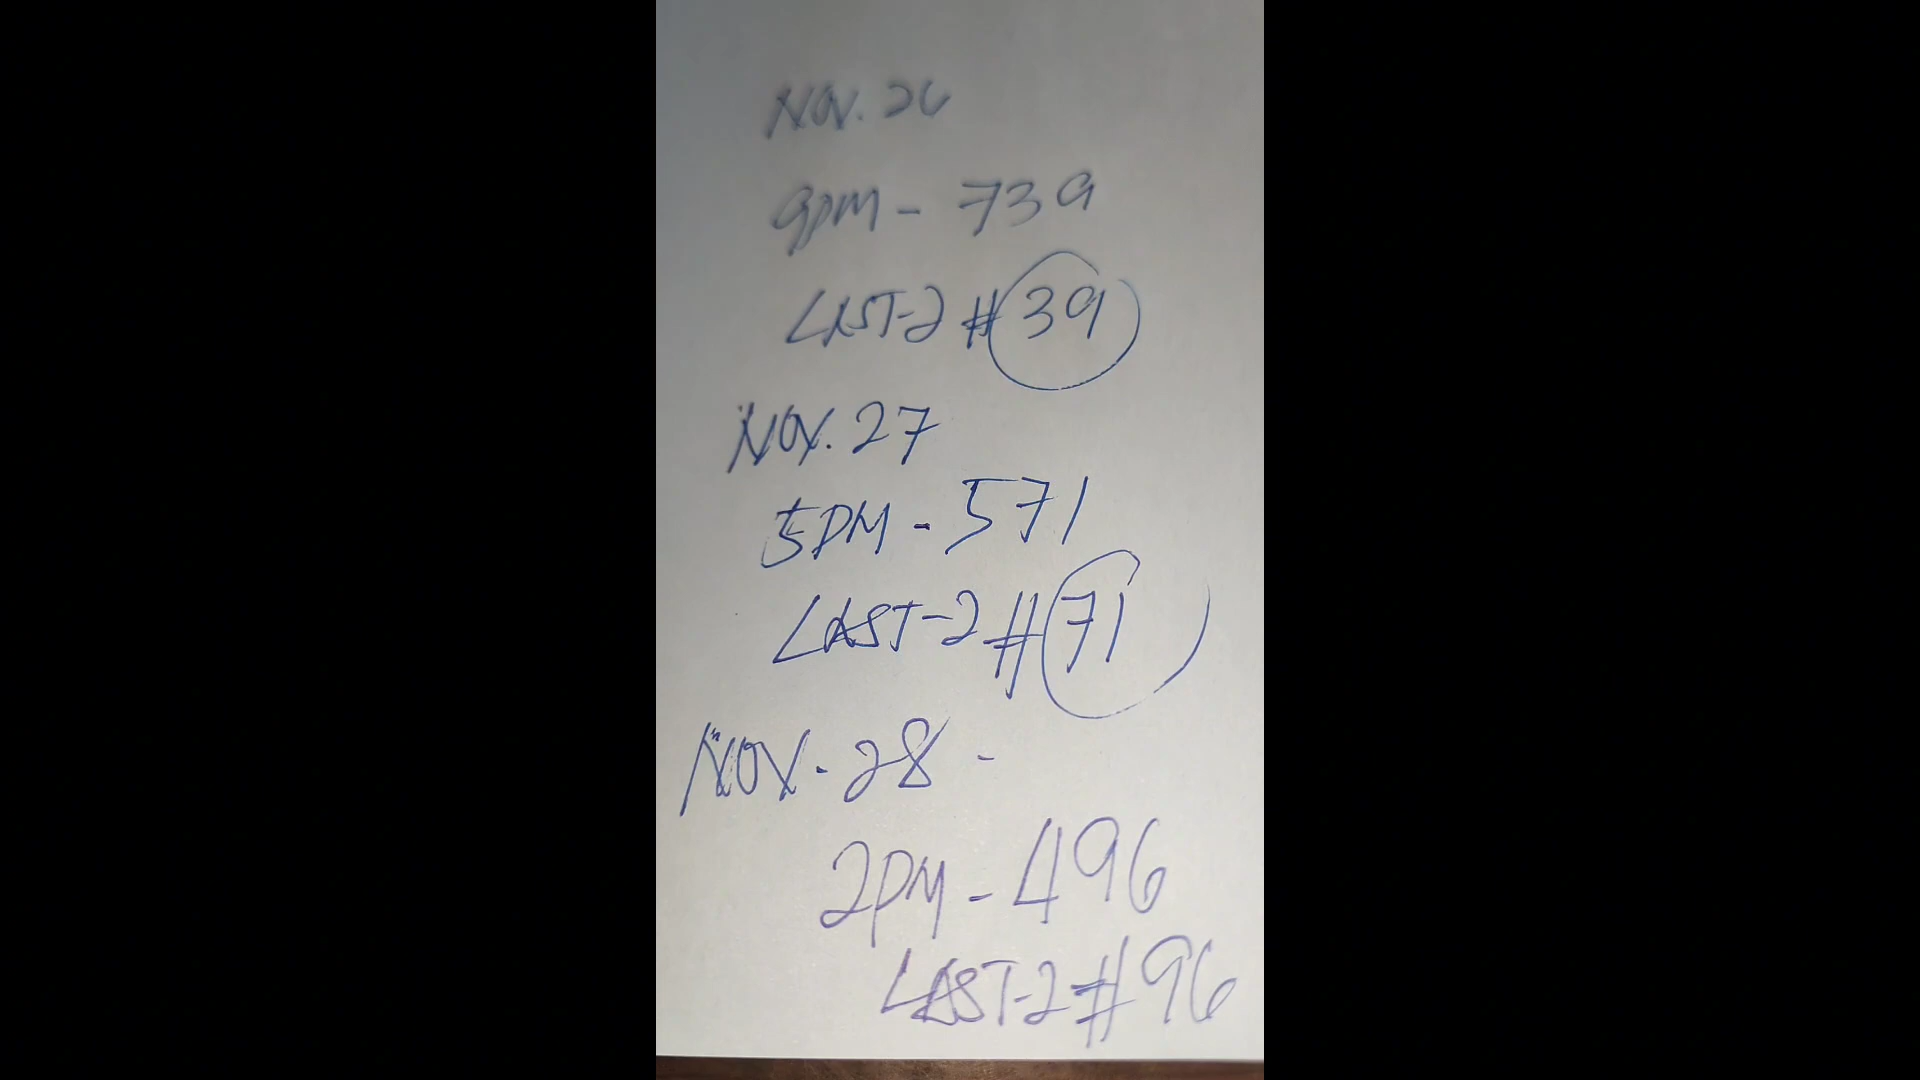 NOV. 26
9PM - 739
LAST-2 # 39
NOV. 27
5PM - 571
LAST-2 # 71
NOV. 28 -
2PM - 496
LAST-2 # 96